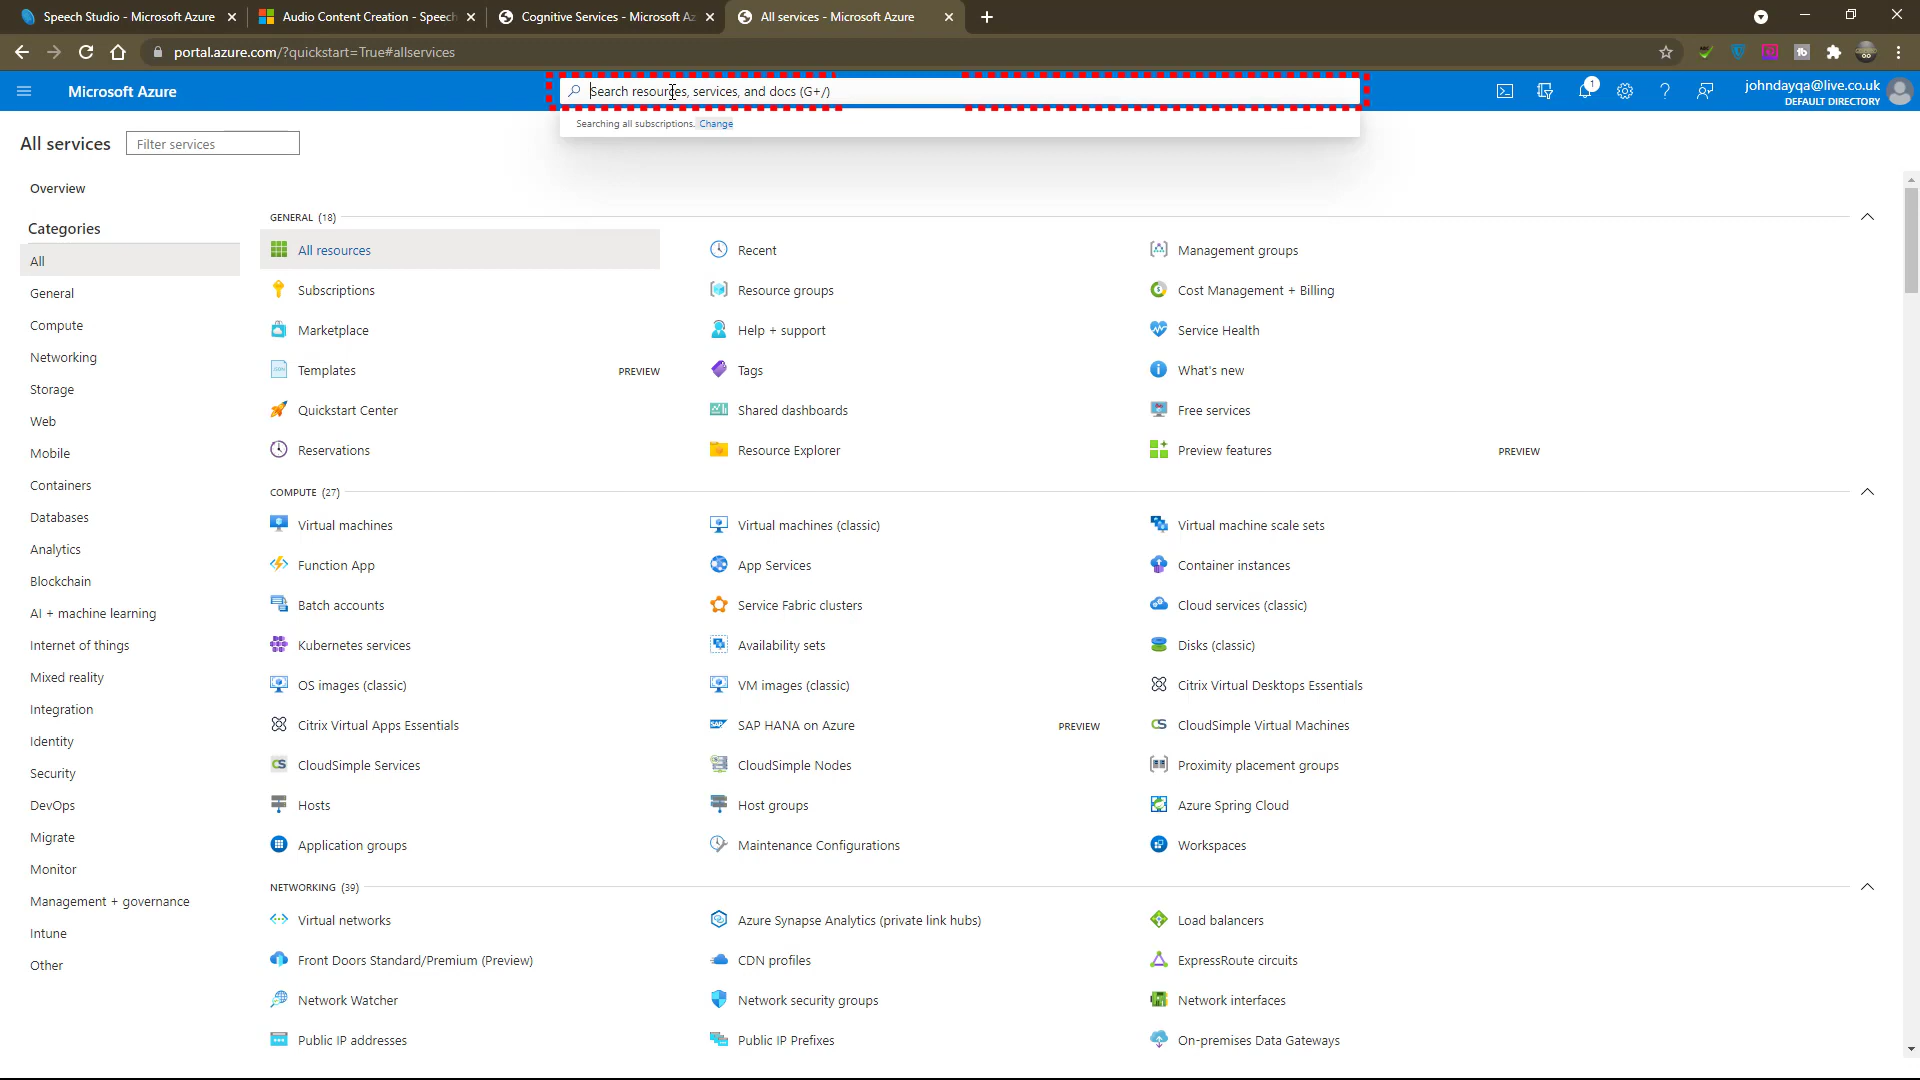 Speech Studio - Microsoft Azure
Audio Content Creation - Speech
Cognitive Services - Microsoft Az
All services - Microsoft Azure
portal.azure.com/?quickstart=True#allservices
Microsoft Azure
Search resources, services, and docs (G+/)
1
johndayqa@live.co.uk
DEFAULT DIRECTORY
Searching all subscriptions. Change
All services
Filter services
Overview
Categories
All
General
Compute
Networking
Storage
Web
Mobile
Containers
Databases
Analytics
Blockchain
AI + machine learning
Internet of things
Mixed reality
Integration
Identity
Security
DevOps
Migrate
Monitor
Management + governance
Intune
Other
GENERAL (18)
All resources
Recent
Management groups
Subscriptions
Resource groups
Cost Management + Billing
Marketplace
Help + support
Service Health
Templates PREVIEW
Tags
What's new
Quickstart Center
Shared dashboards
Free services
Reservations
Resource Explorer
Preview features PREVIEW
COMPUTE (27)
Virtual machines
Virtual machines (classic)
Virtual machine scale sets
Function App
App Services
Container instances
Batch accounts
Service Fabric clusters
Cloud services (classic)
Kubernetes services
Availability sets
Disks (classic)
OS images (classic)
VM images (classic)
Citrix Virtual Desktops Essentials
Citrix Virtual Apps Essentials
SAP HANA on Azure PREVIEW
CloudSimple Virtual Machines
CloudSimple Services
CloudSimple Nodes
Proximity placement groups
Hosts
Host groups
Azure Spring Cloud
Application groups
Maintenance Configurations
Workspaces
NETWORKING (39)
Virtual networks
Azure Synapse Analytics (private link hubs)
Load balancers
Front Doors Standard/Premium (Preview)
CDN profiles
ExpressRoute circuits
Network Watcher
Network security groups
Network interfaces
Public IP addresses
Public IP Prefixes
On-premises Data Gateways